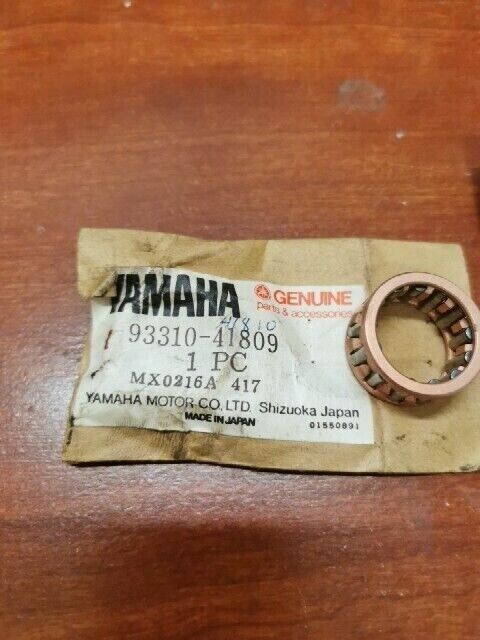 YAMAHA
GENUINE
parts & accessories
41810
93310-41809
1 PC
MX0216A 417
YAMAHA MOTOR CO., LTD. Shizuoka Japan
MADE IN JAPAN
01550891